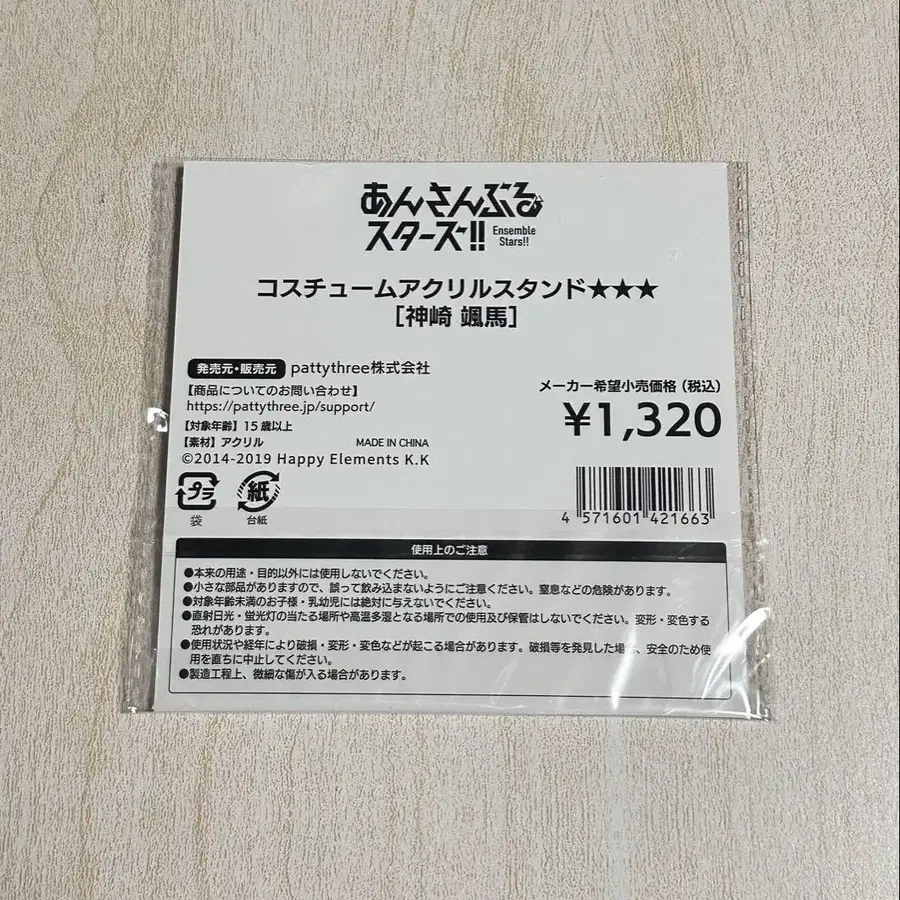 あんさんぶる
スターズ!!
Ensemble
Stars!!
コスチュームアクリルスタンド★★★
[神崎 颯馬]
発売元・販売元 pattythree株式会社
【商品についてのお問い合わせ】
https://pattythree.jp/support/
【対象年齢】15歳以上
【素材】アクリル MADE IN CHINA
©2014-2019 Happy Elements K.K
メーカー希望小売価格(税込)
¥1,320
プラ
袋
紙
台紙
4 571601 421663
使用上のご注意
●本来の用途・目的以外には使用しないでください。
●小さな部品がありますので、誤って飲み込まないようにご注意ください。窒息などの危険があります。
●対象年齢未満のお子様・乳幼児には絶対に与えないでください。
●直射日光・蛍光灯の当たる場所や高温多湿となる場所での使用及び保管はしないでください。変形・変色する
恐れがあります。
●使用状況や経年により破損・変形・変色などが起こる場合があります。破損等を発見した場合、安全のため使
用を直ちに中止してください。
●製造工程上、微細な傷が入る場合があります。